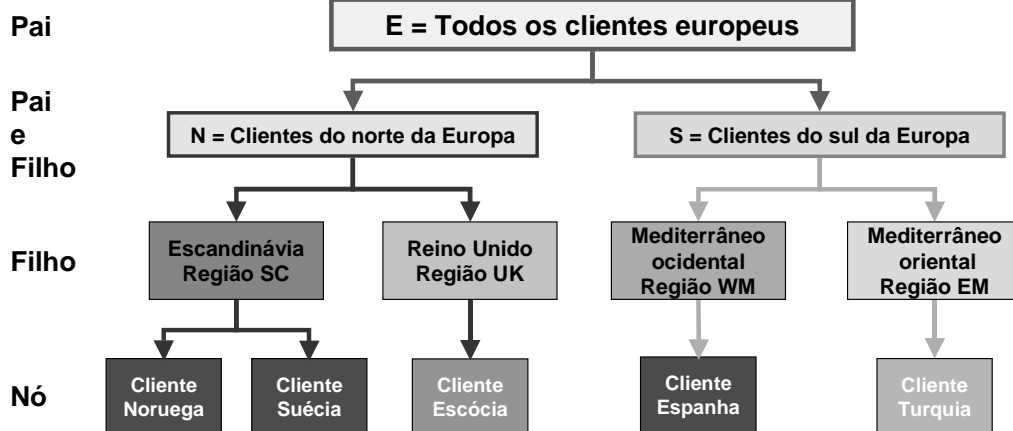 Pai
E = Todos os clientes europeus
Pai
e
Filho
N = Clientes do norte da Europa
S = Clientes do sul da Europa
Filho
Escandinávia
Região SC
Reino Unido
Região UK
Mediterrâneo
ocidental
Região WM
Mediterrâneo
oriental
Região EM
Nó
Cliente
Noruega
Cliente
Suécia
Cliente
Escócia
Cliente
Espanha
Cliente
Turquia